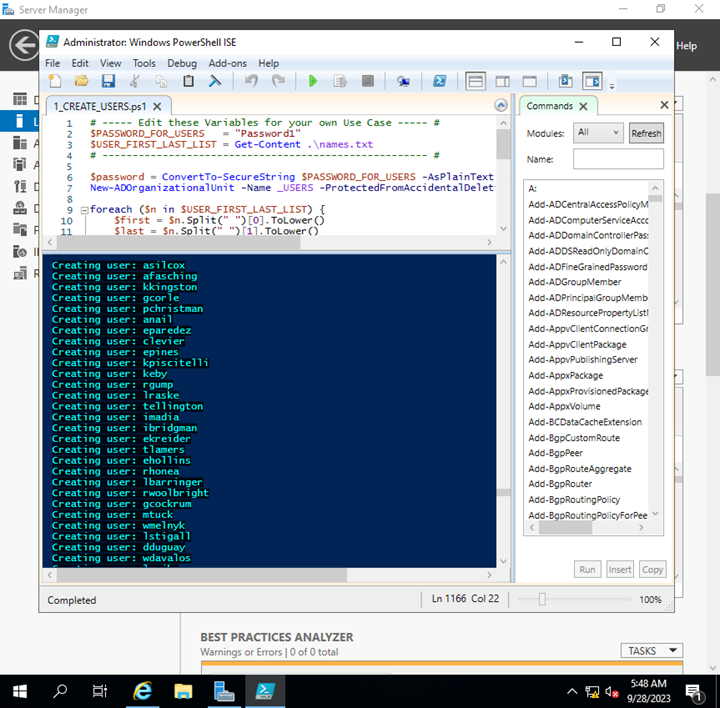 Server Manager
Help
Administrator: Windows PowerShell ISE
File Edit View Tools Debug Add-ons Help
1_CREATE_USERS.ps1
1 # ----- Edit these Variables for your own Use Case ----- #
2 $PASSWORD_FOR_USERS = "Password1"
3 $USER_FIRST_LAST_LIST = Get-Content .\names.txt
4 # ------------------------------------------------------ #
5
6 $password = ConvertTo-SecureString $PASSWORD_FOR_USERS -AsPlainText
7 New-ADOrganizationalUnit -Name _USERS -ProtectedFromAccidentalDelet
8
9 foreach ($n in $USER_FIRST_LAST_LIST) {
10 $first = $n.Split(" ")[0].ToLower()
11 $last = $n.Split(" ")[1].ToLower()
Creating user: asilcox
Creating user: afasching
Creating user: kkingston
Creating user: gcorle
Creating user: pchristman
Creating user: anail
Creating user: eparedez
Creating user: clevier
Creating user: epines
Creating user: kpiscitelli
Creating user: keby
Creating user: rgump
Creating user: lraske
Creating user: tellington
Creating user: imadia
Creating user: ibridgman
Creating user: ekreider
Creating user: tlamers
Creating user: ehollins
Creating user: rhonea
Creating user: lbarringer
Creating user: rwoolbright
Creating user: gcockrum
Creating user: mtuck
Creating user: wmelnyk
Creating user: lstigall
Creating user: dduguay
Creating user: wdavalos
Commands
Modules: All Refresh
Name:
A:
Add-ADCentralAccessPolicyM
Add-ADComputerServiceAcco
Add-ADDomainControllerPass
Add-ADDSReadOnlyDomainC
Add-ADFineGrainedPassword
Add-ADGroupMember
Add-ADPrincipalGroupMemb
Add-ADResourcePropertyListM
Add-AppvClientConnectionGr
Add-AppvClientPackage
Add-AppvPublishingServer
Add-AppxPackage
Add-AppxProvisionedPackage
Add-AppxVolume
Add-BCDataCacheExtension
Add-BgpCustomRoute
Add-BgpPeer
Add-BgpRouteAggregate
Add-BgpRouter
Add-BgpRoutingPolicy
Add-BgpRoutingPolicyForPee
Run Insert Copy
Completed Ln 1166 Col 22 100%
BEST PRACTICES ANALYZER
Warnings or Errors | 0 of 0 total
TASKS
5:48 AM
9/28/2023
1